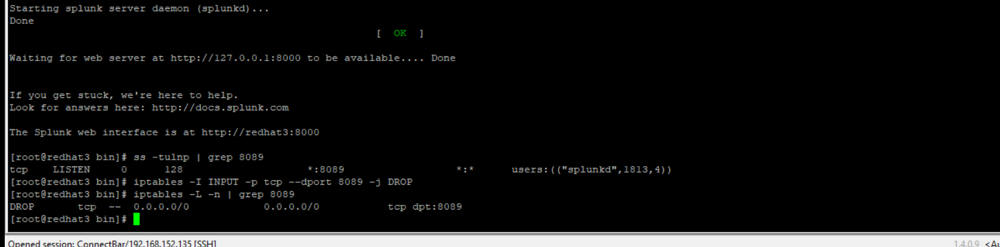 Starting splunk server daemon (splunkd)...
Done
[  OK  ]
Waiting for web server at http://127.0.0.1:8000 to be available.... Done
If you get stuck, we're here to help.
Look for answers here: http://docs.splunk.com
The Splunk web interface is at http://redhat3:8000
[root@redhat3 bin]# ss -tulnp | grep 8089
tcp    LISTEN     0      128                    *:8089                  *:*      users:(("splunkd",1813,4))
[root@redhat3 bin]# iptables -I INPUT -p tcp --dport 8089 -j DROP
[root@redhat3 bin]# iptables -L -n | grep 8089
DROP       tcp  --  0.0.0.0/0            0.0.0.0/0           tcp dpt:8089
[root@redhat3 bin]#
Opened session: ConnectBar/192.168.152.135 [SSH]    1.4.0.9